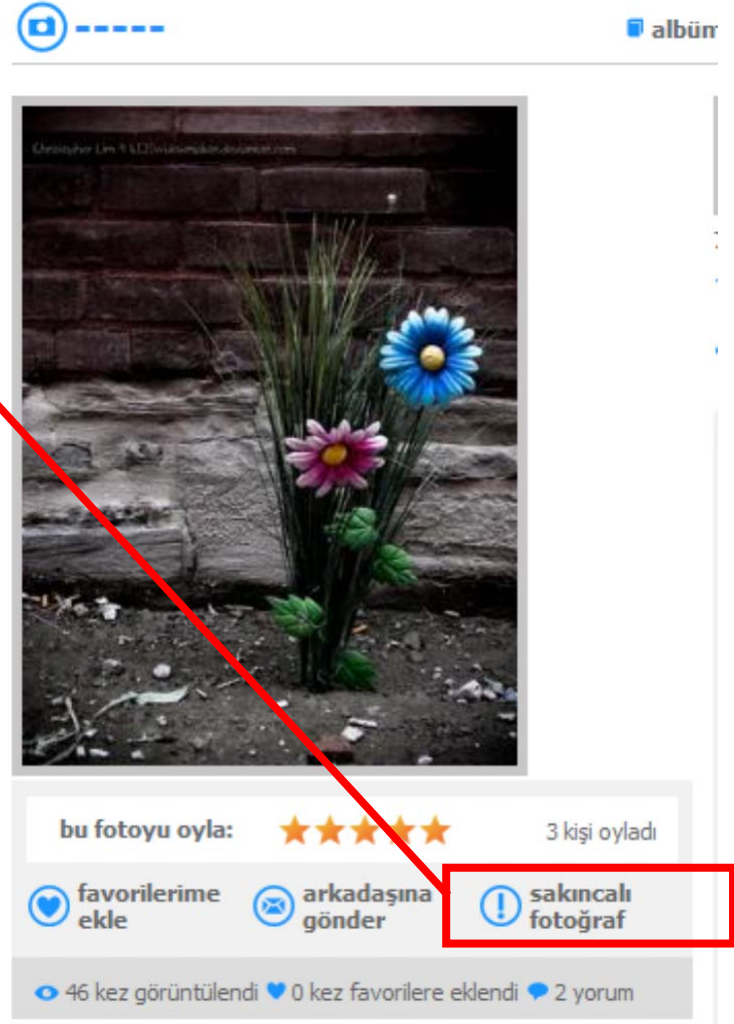 albüm
bu fotoyu oyla:
3 kişi oyladı
favorilerime
ekle
arkadaşına
gönder
sakıncalı
fotoğraf
46 kez görüntülendi 0 kez favorilere eklendi 2 yorum